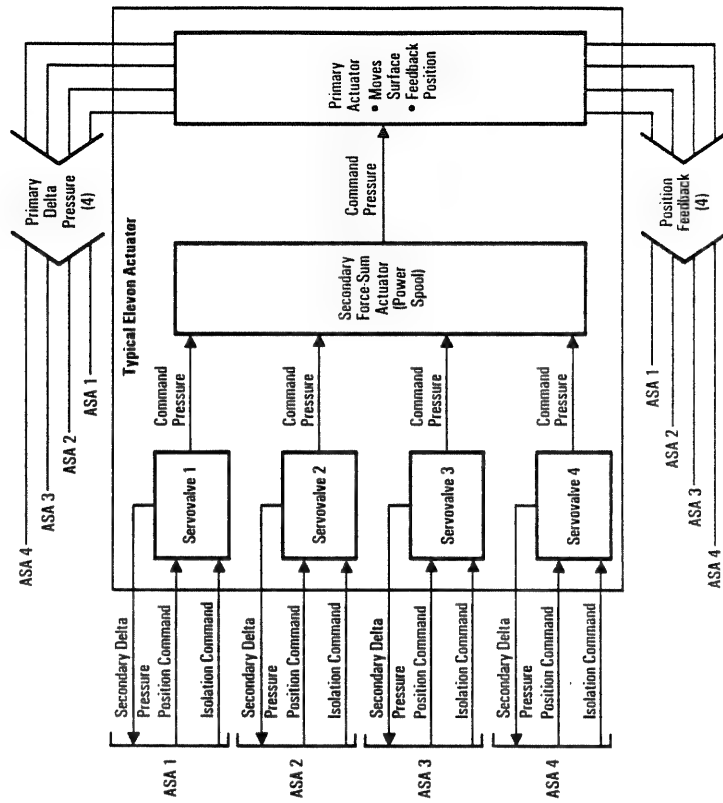 ASA 4
ASA 3
ASA 2
ASA 1
Primary
Delta
Pressure
(4)
Typical Elevon Actuator
Secondary Delta
Pressure
Position Command
Isolation Command
ASA 1
Servovalve 1
Command
Pressure
Secondary Delta
Pressure
Position Command
Isolation Command
ASA 2
Servovalve 2
Command
Pressure
Secondary Delta
Pressure
Position Command
Isolation Command
ASA 3
Servovalve 3
Command
Pressure
Secondary Delta
Pressure
Position Command
Isolation Command
ASA 4
Servovalve 4
Command
Pressure
Secondary
Force-Sum
Actuator
(Power
Spool)
Command
Pressure
Primary
Actuator
• Moves
Surface
• Feedback
Position
ASA 1
ASA 2
ASA 3
ASA 4
Position
Feedback
(4)